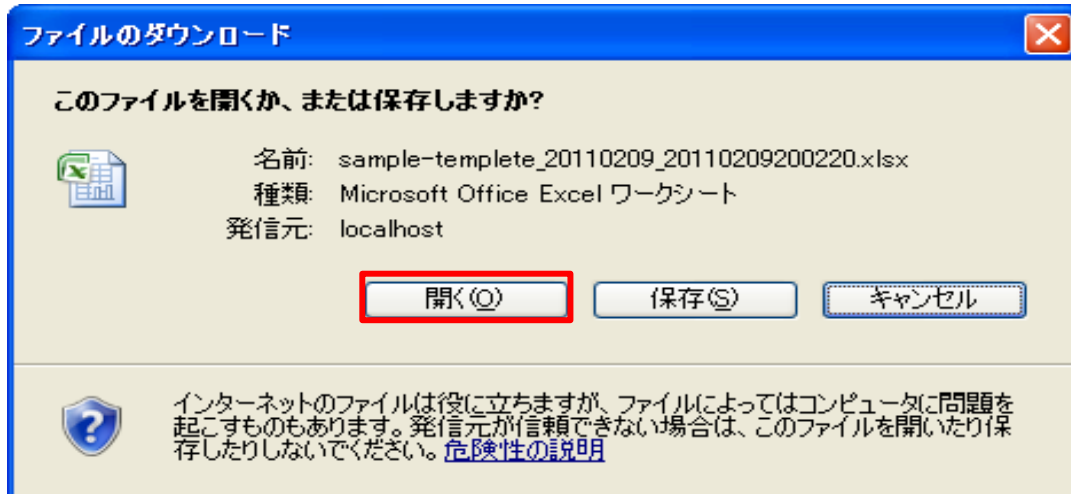 ファイルのダウンロード
このファイルを開くか、または保存しますか?
名前: sample-templete_20110209_20110209200220.xlsx
種類: Microsoft Office Excel ワークシート
発信元: localhost
開く(O) 保存(S) キャンセル
インターネットのファイルは役に立ちますが、ファイルによってはコンピュータに問題を
起こすものもあります。発信元が信頼できない場合は、このファイルを開いたり保
存したりしないでください。危険性の説明